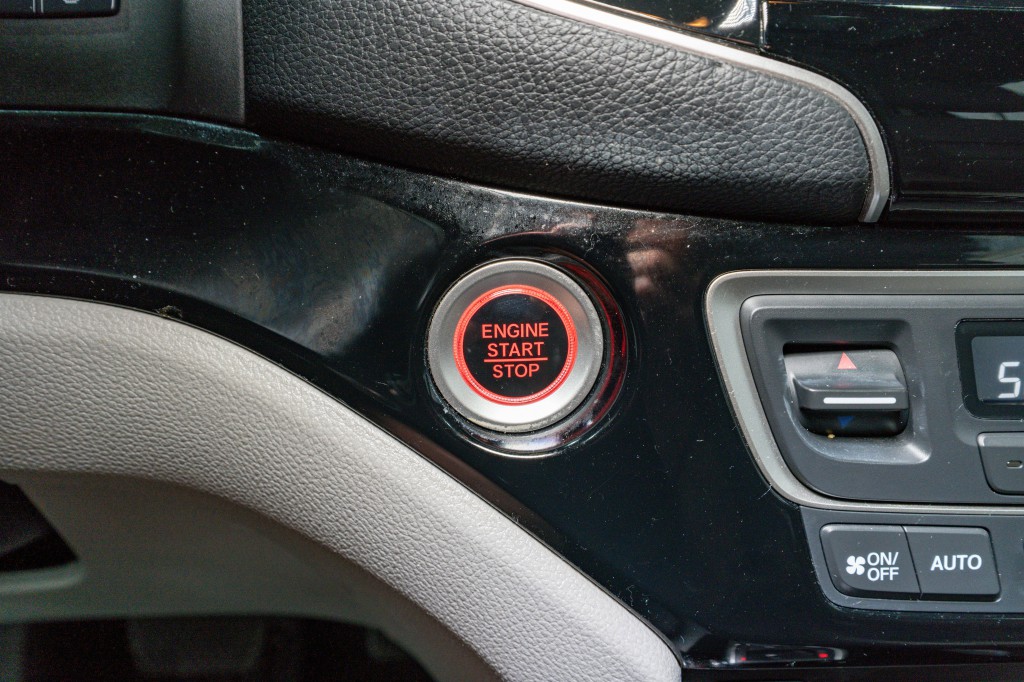 ENGINE
START
STOP
ON/
OFF
AUTO